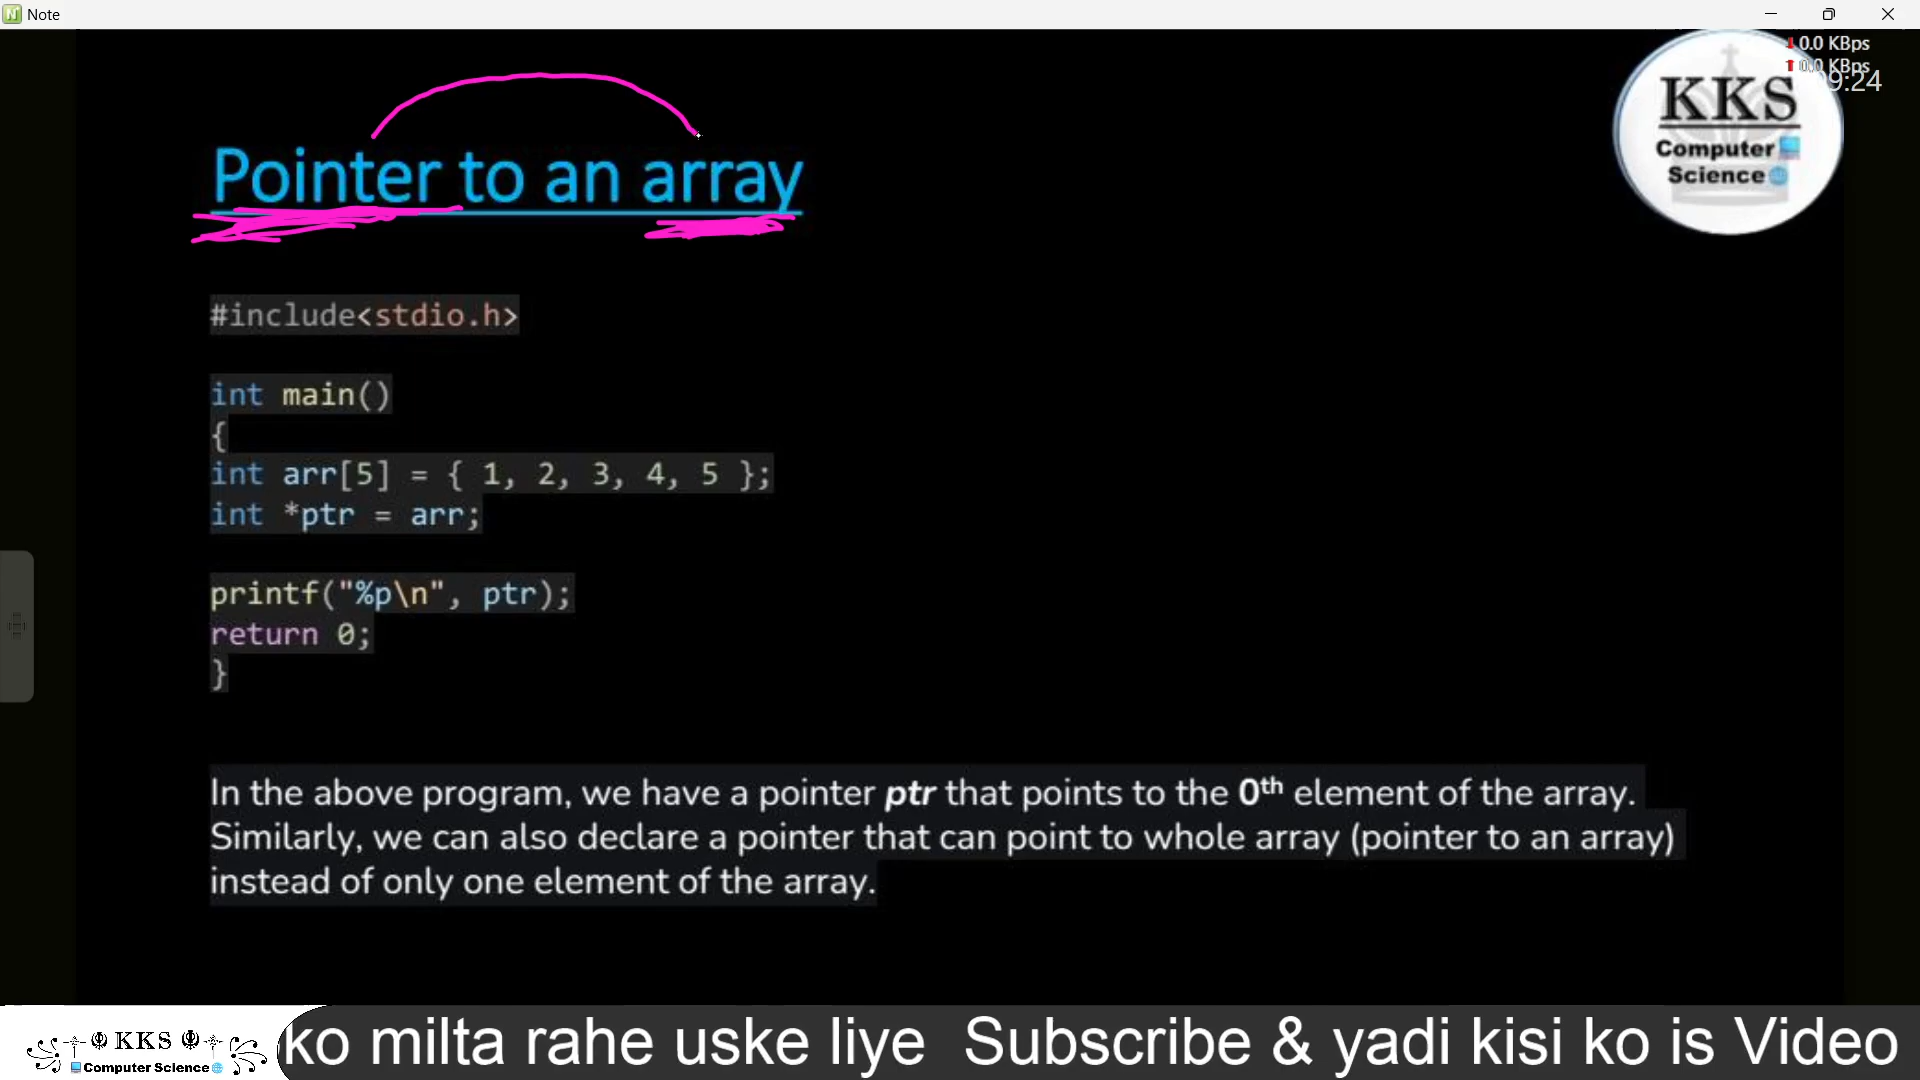 Note
0.0 KBps
0.0 KBps
9:24
KKS
Computer
Science
Pointer to an array
#include<stdio.h>
int main()
{
int arr[5] = { 1, 2, 3, 4, 5 };
int *ptr = arr;
printf("%p\n", ptr);
return 0;
}
In the above program, we have a pointer ptr that points to the 0th element of the array.
Similarly, we can also declare a pointer that can point to whole array (pointer to an array)
instead of only one element of the array.
KKS
Computer Science
ko milta rahe uske liye Subscribe & yadi kisi ko is Video